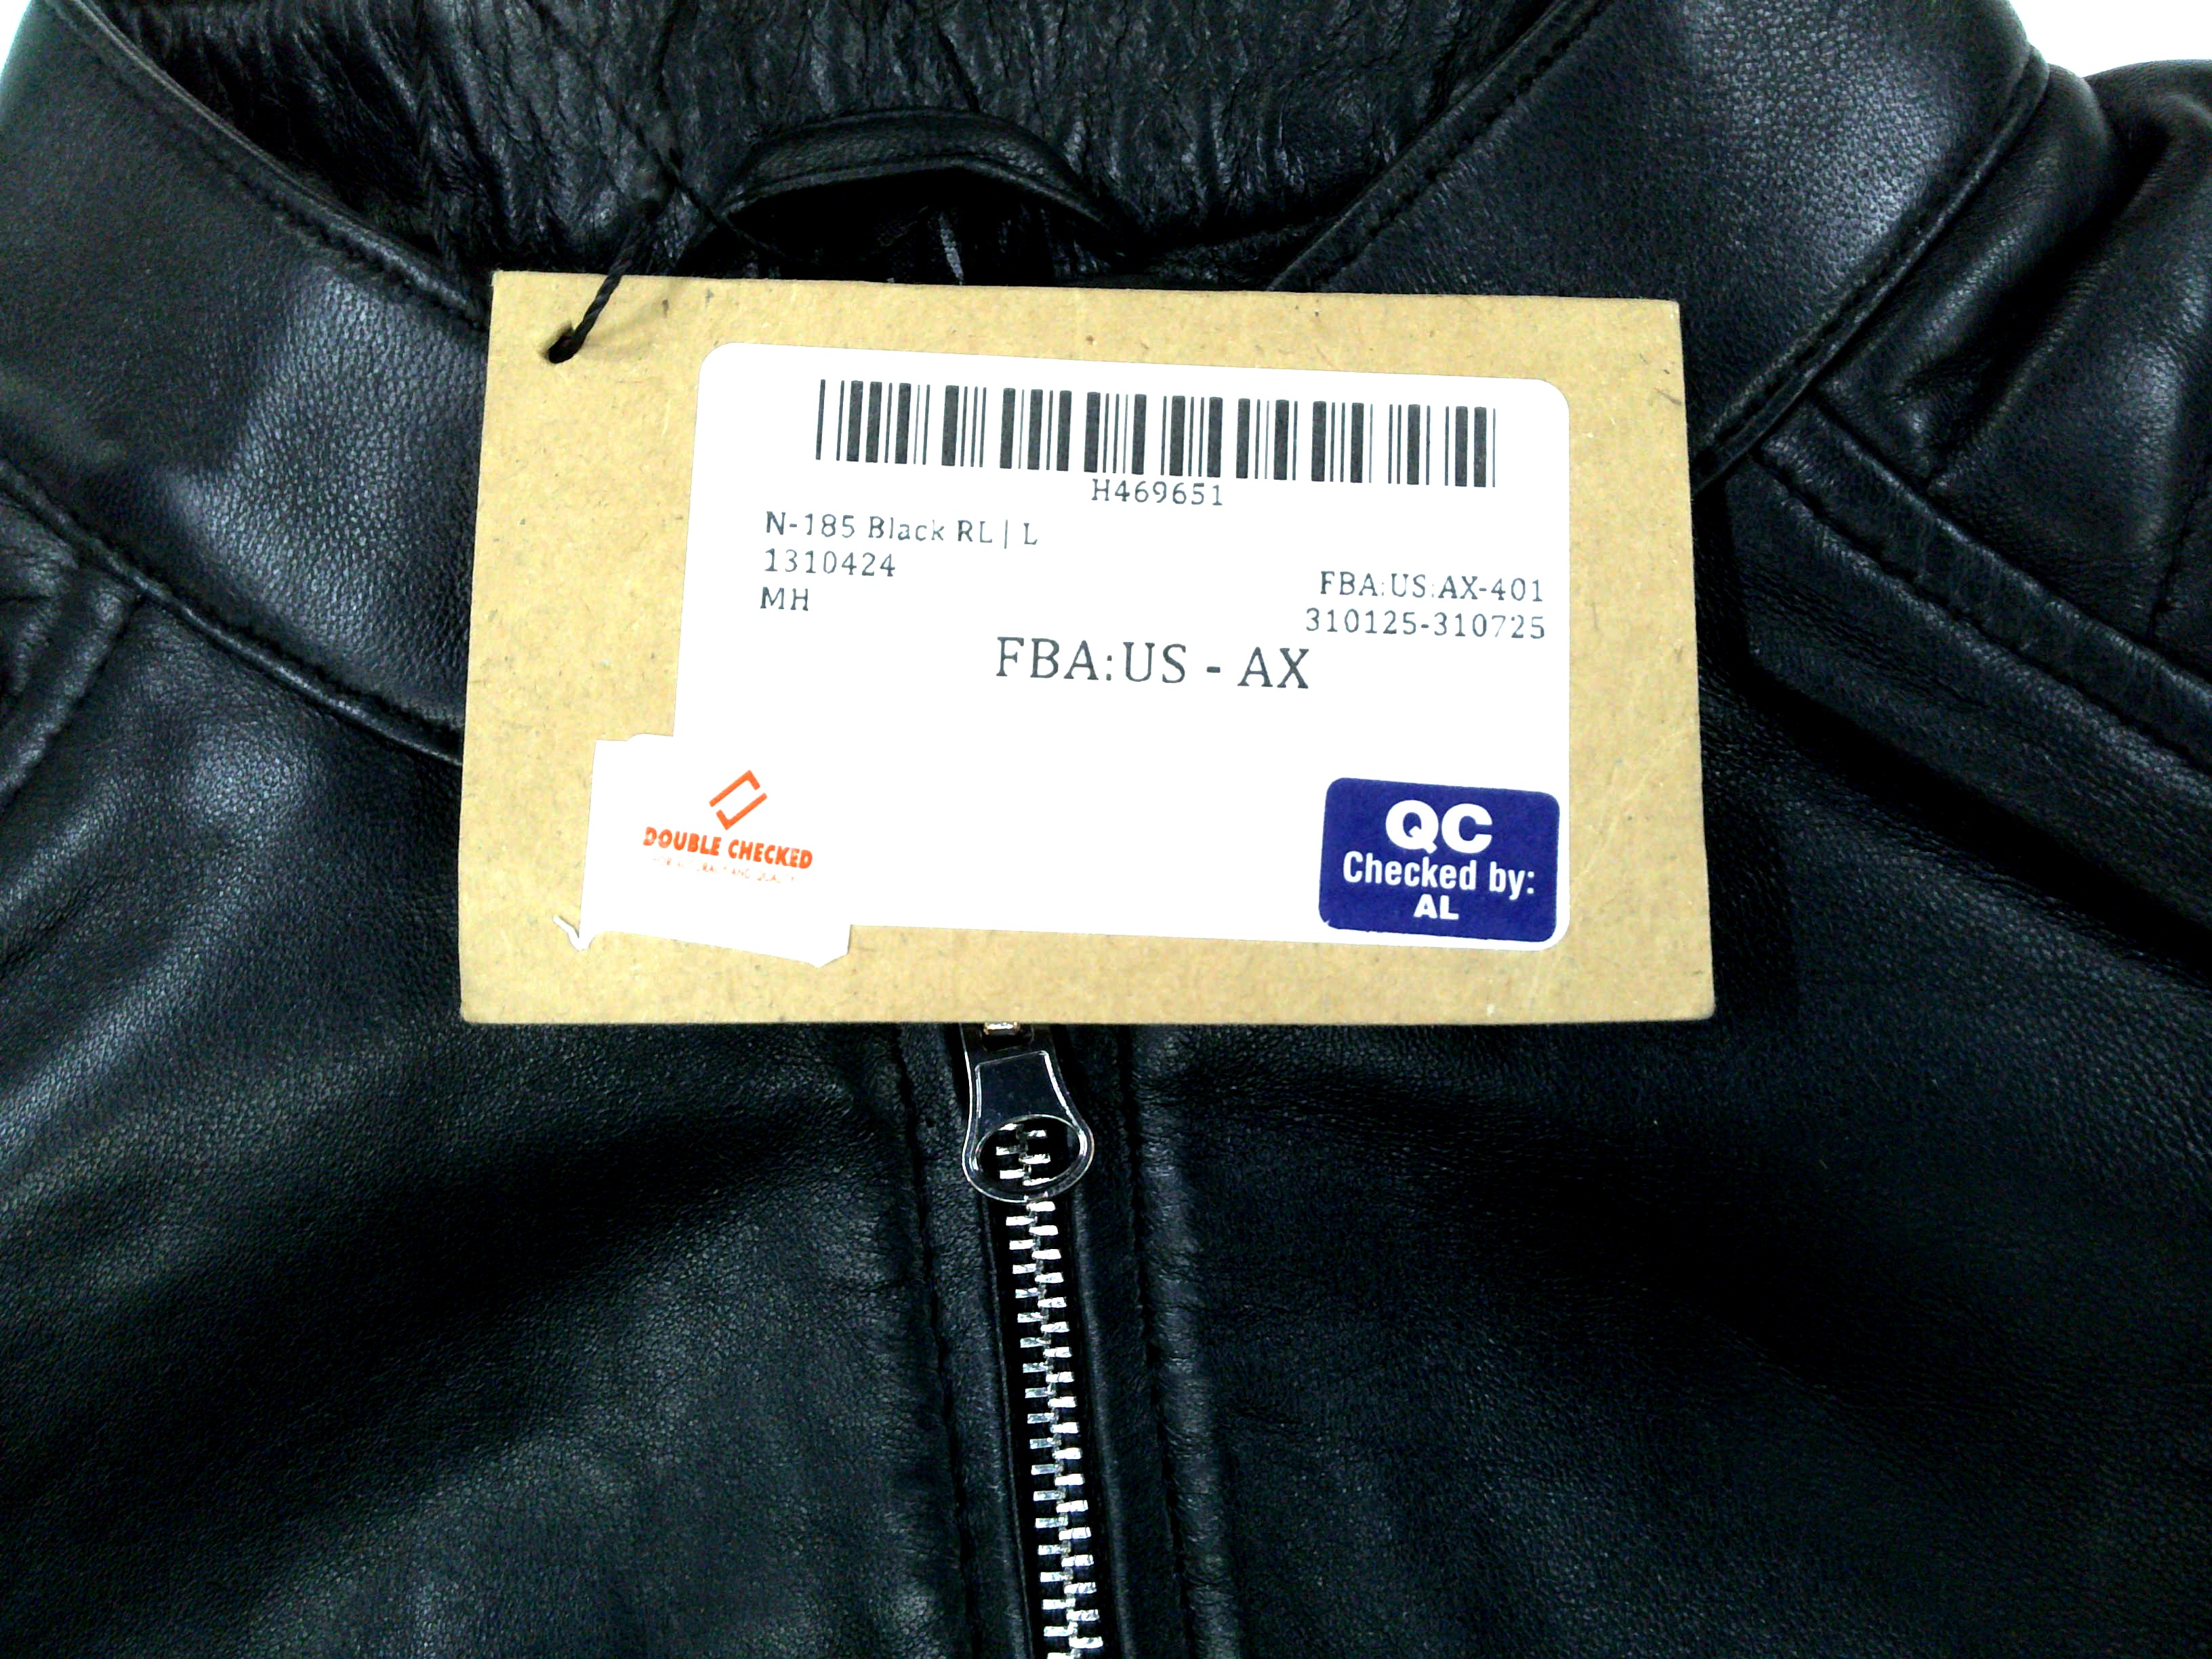 H469651
N-185 Black RL | L
1310424
FBA:US:AX-401
MH
310125-310725
FBA:US - AX
DOUBLE CHECKED
QC
Checked by:
AL